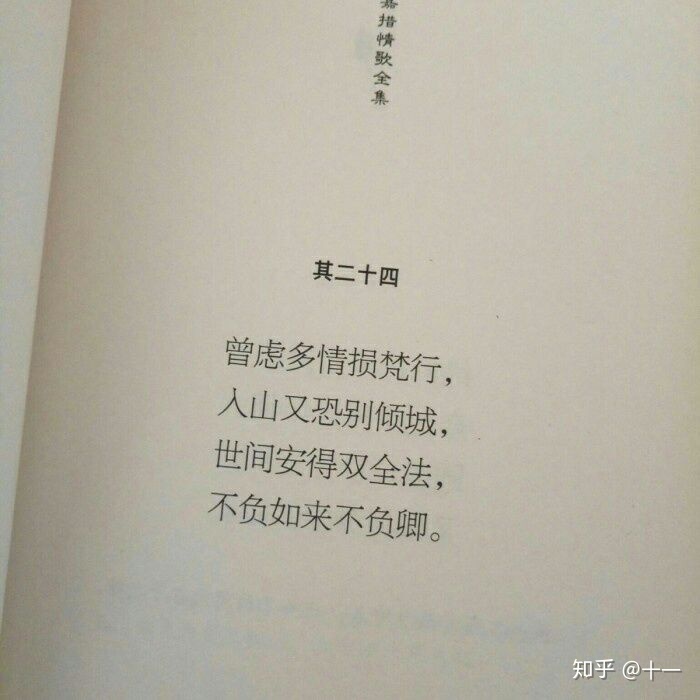 嘉措情歌全集
其二十四
曾虑多情损梵行，
入山又恐别倾城，
世间安得双全法，
不负如来不负卿。
知乎 @十一